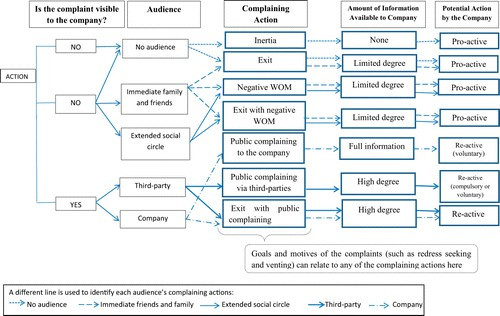 Is the complaint visible
to the company?
Audience
Complaining
Action
Amount of Information
Available to Company
Potential Action
by the Company
ACTION
NO
No audience
Inertia
None
Pro-active
Exit
Limited degree
Pro-active
NO
Immediate family
and friends
Negative WOM
Limited degree
Pro-active
Exit with negative
WOM
Limited degree
Pro-active
Extended social
circle
Public complaining
to the company
Full information
Re-active
(voluntary)
YES
Third-party
Public complaining
via third-parties
High degree
Re-active
(compulsory or
voluntary)
Company
Exit with public
complaining
High degree
Re-active
Goals and motives of the complaints (such as redress seeking
and venting) can relate to any of the complaining actions here
A different line is used to identify each audience's complaining actions:
No audience
Immediate friends and family
Extended social circle
Third-party
Company